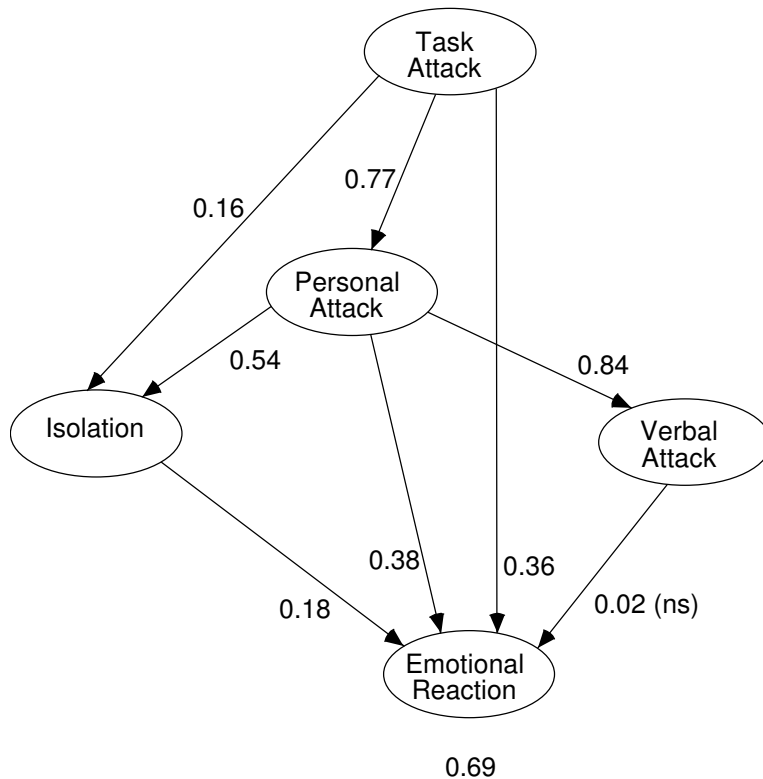 Task
Attack
0.77
0.16
Personal
Attack
0.54
0.84
Isolation
Verbal
Attack
0.38
0.36
0.18
0.02 (ns)
Emotional
Reaction
0.69